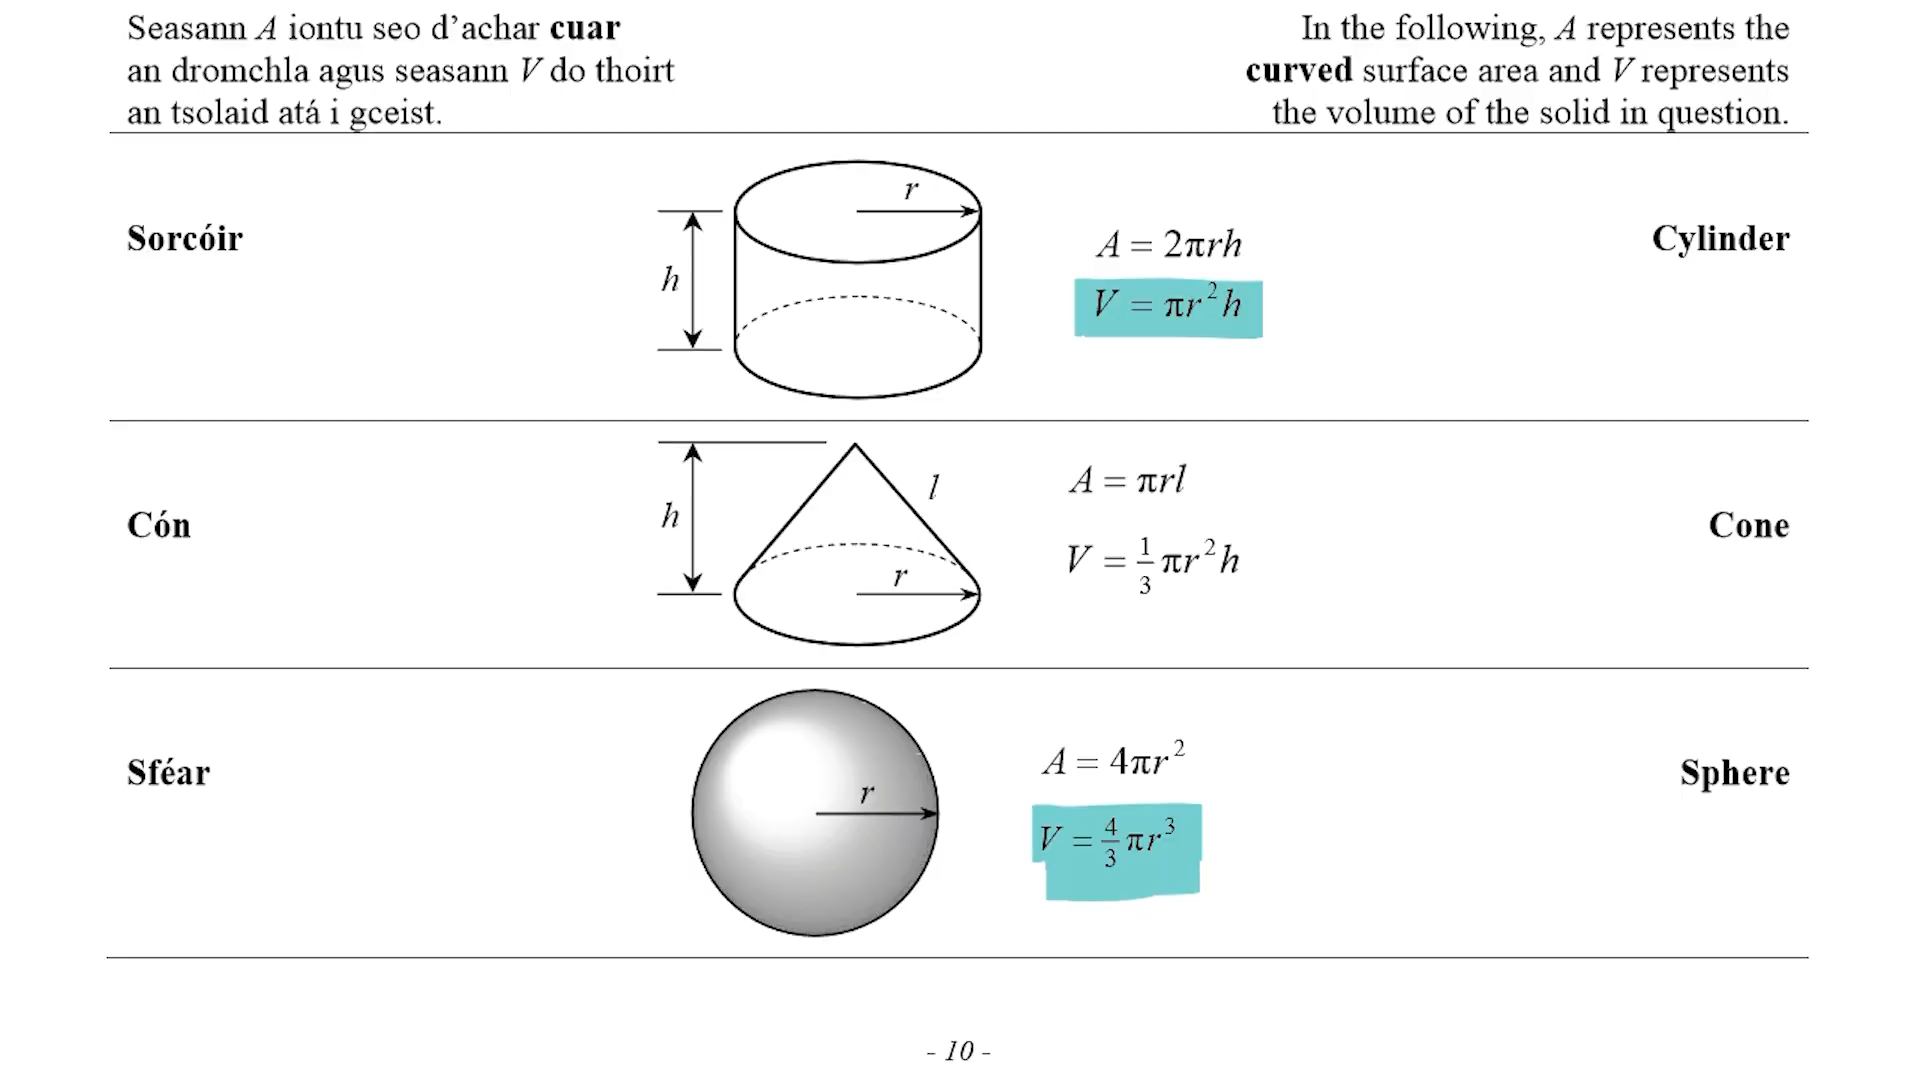 Seasann A iontu seo d’achar cuar
an dromchla agus seasann V do thoirt
an tsolaid atá i gceist.
In the following, A represents the
curved surface area and V represents
the volume of the solid in question.
Sorcóir
r
h
A = 2πrh
V = πr²h
Cylinder
Cón
h
l
r
A = πrl
V = 1/3 πr²h
Cone
Sféar
r
A = 4πr²
V = 4/3 πr³
Sphere
- 10 -